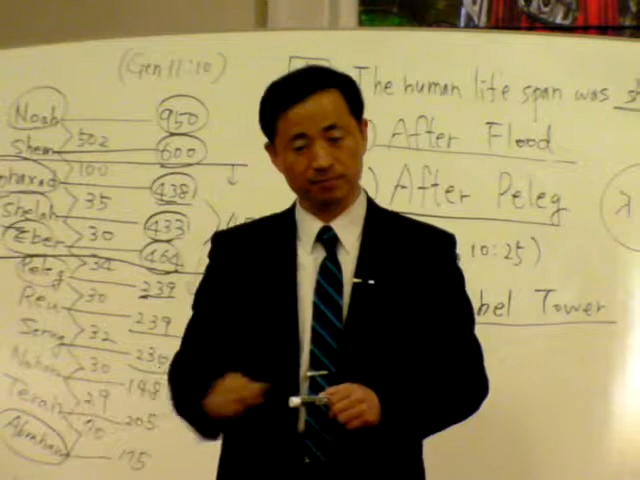 (Gen 11:10)
Noah 950
502
Shem 600
100
438
35
Shelah 433
30
Eber 464
34
Peleg 239
30
Reu 239
32
Serug 230
30
Nahor 148
29
Terah 205
70
Abraham 175
The human life span was
) After Flood
) After Peleg
10:25)
bel Tower